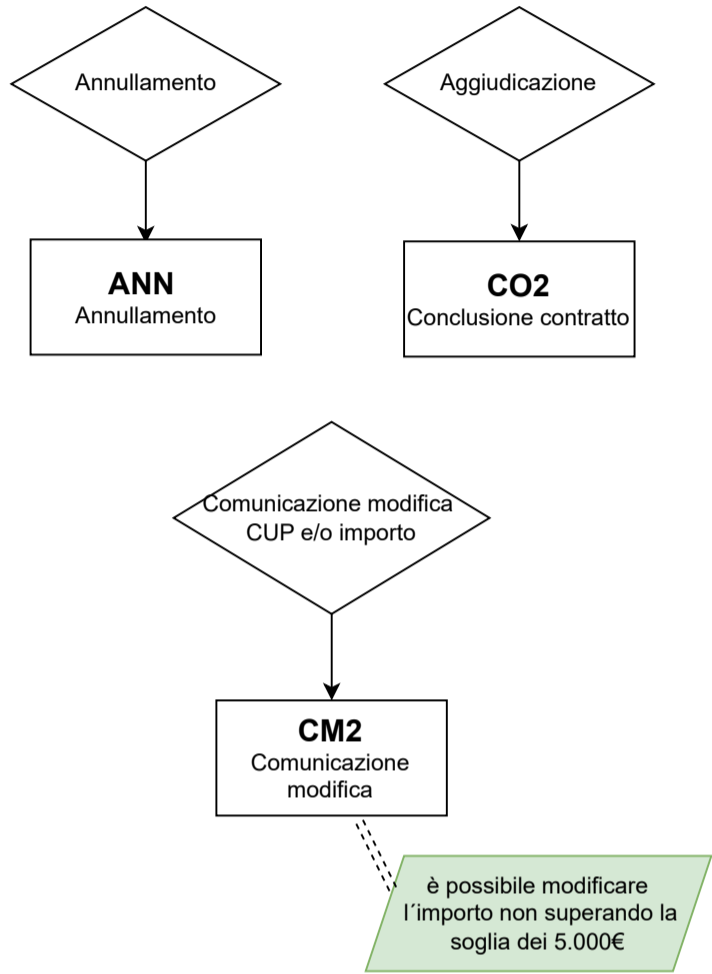 Annullamento
Aggiudicazione
ANN
Annullamento
CO2
Conclusione contratto
Comunicazione modifica
CUP e/o importo
CM2
Comunicazione
modifica
è possibile modificare
l´importo non superando la
soglia dei 5.000€